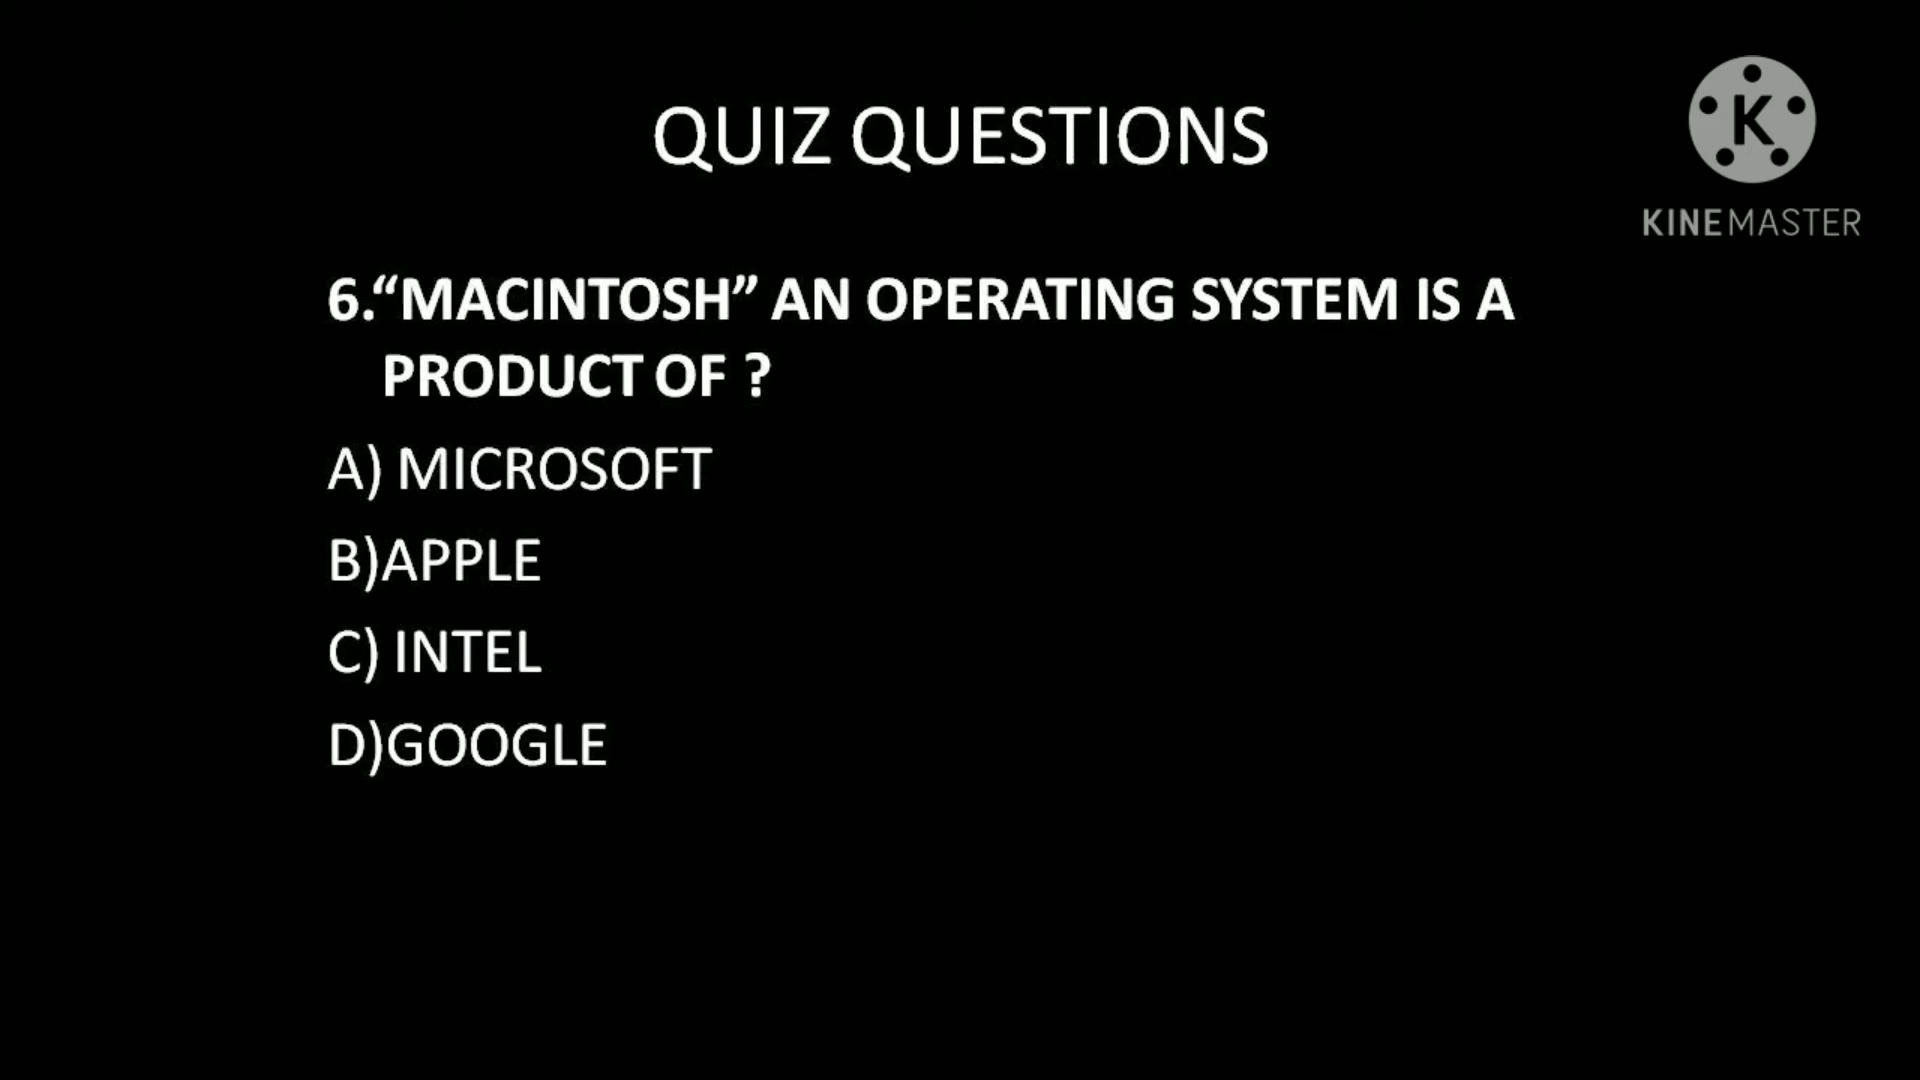 QUIZ QUESTIONS
K
KINEMASTER
6.“MACINTOSH” AN OPERATING SYSTEM IS A
PRODUCT OF ?
A) MICROSOFT
B)APPLE
C) INTEL
D)GOOGLE